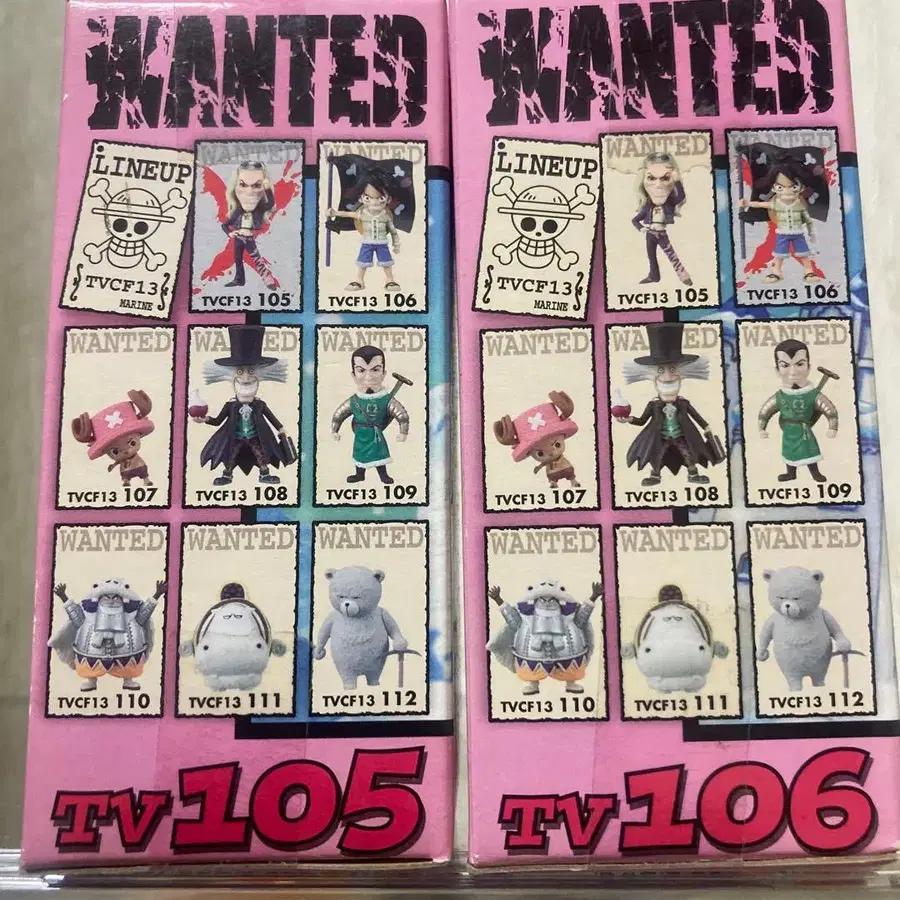 WANTED
LINEUP
TVCF13
MARINE
WANTED
TVCF13 105
WANTED
TVCF13 106
WANTED
TVCF13 107
WANTED
TVCF13 108
WANTED
TVCF13 109
WANTED
TVCF13 110
WANTED
TVCF13 111
WANTED
TVCF13 112
TV105
WANTED
LINEUP
TVCF13
MARINE
WANTED
TVCF13 105
WANTED
TVCF13 106
WANTED
TVCF13 107
WANTED
TVCF13 108
WANTED
TVCF13 109
WANTED
TVCF13 110
WANTED
TVCF13 111
WANTED
TVCF13 112
TV106